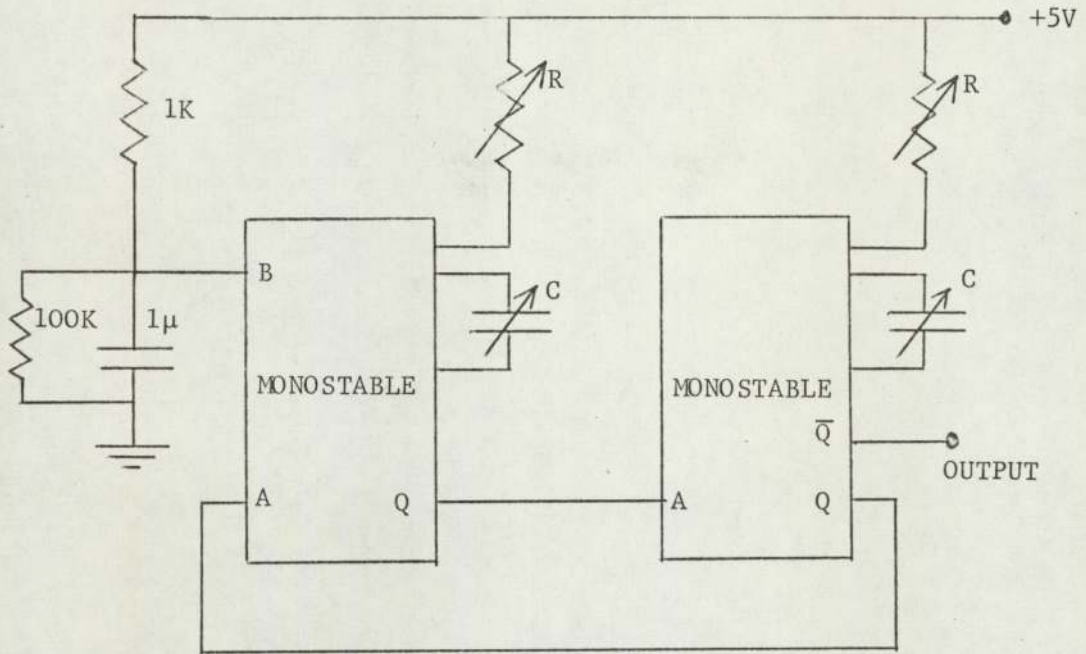 +5V
1K
R
R
B
C
C
100K
1μ
MONOSTABLE
MONOSTABLE
Q̅
OUTPUT
A
Q
A
Q